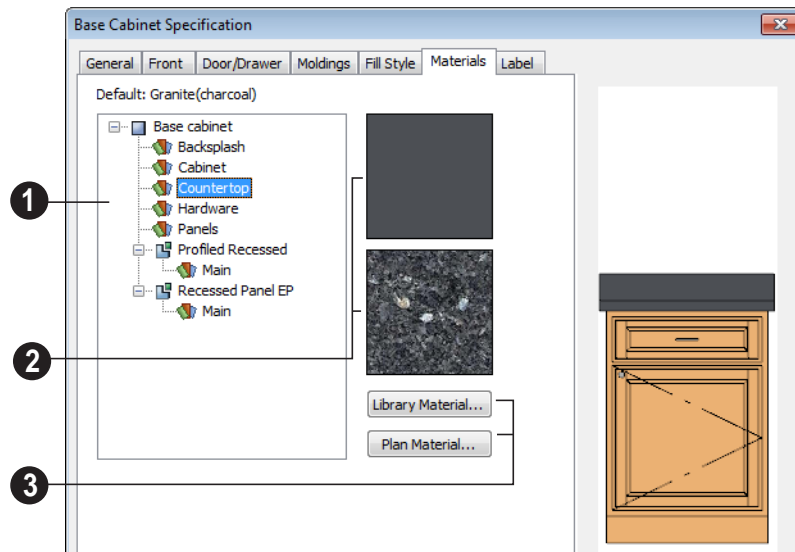 Base Cabinet Specification
General Front Door/Drawer Moldings Fill Style Materials Label
Default: Granite(charcoal)
Base cabinet
Backsplash
Cabinet
Countertop
1
Hardware
Panels
Profiled Recessed
Main
Recessed Panel EP
Main
2
Library Material...
Plan Material...
3